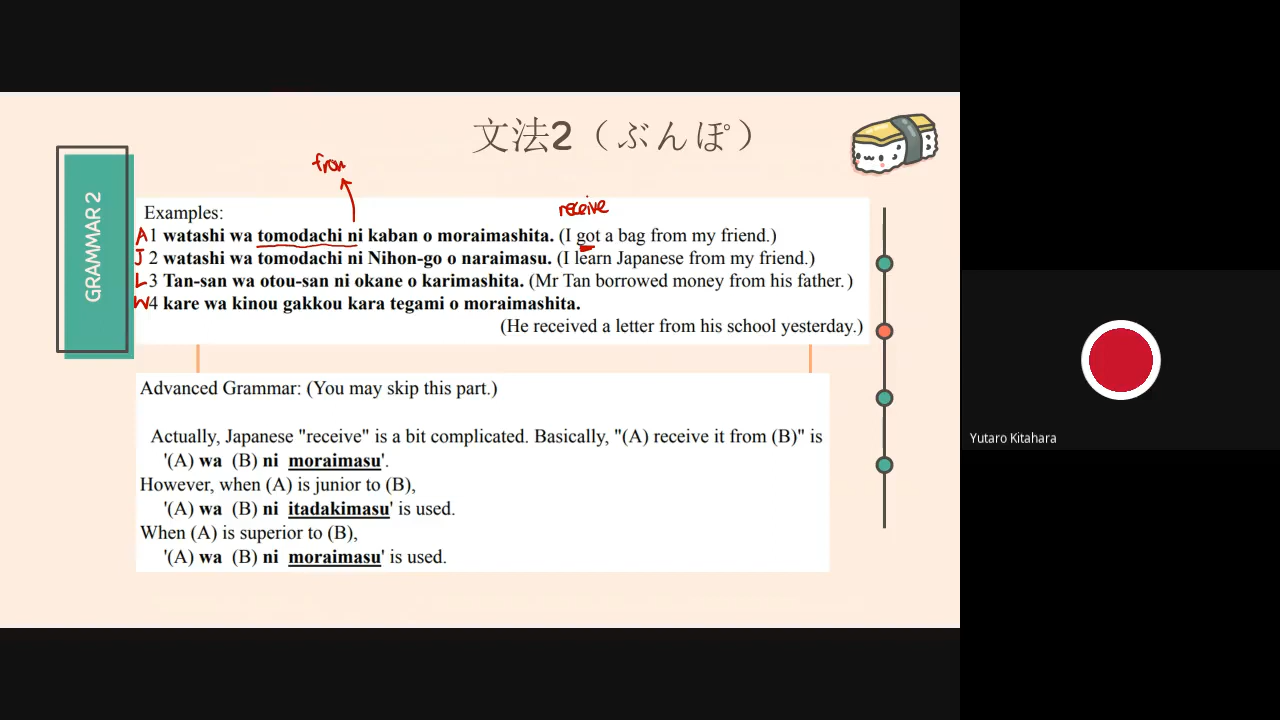 文法2（ぶんぽ）
GRAMMAR 2
from
receive
Examples:
A 1 watashi wa tomodachi ni kaban o moraimashita. (I got a bag from my friend.)
J 2 watashi wa tomodachi ni Nihon-go o naraimasu. (I learn Japanese from my friend.)
L 3 Tan-san wa otou-san ni okane o karimashita. (Mr Tan borrowed money from his father. )
W 4 kare wa kinou gakkou kara tegami o moraimashita.
(He received a letter from his school yesterday.)
Advanced Grammar: (You may skip this part.)
Actually, Japanese "receive" is a bit complicated. Basically, "(A) receive it from (B)" is
'(A) wa (B) ni moraimasu'.
However, when (A) is junior to (B),
'(A) wa (B) ni itadakimasu' is used.
When (A) is superior to (B),
'(A) wa (B) ni moraimasu' is used.
Yutaro Kitahara